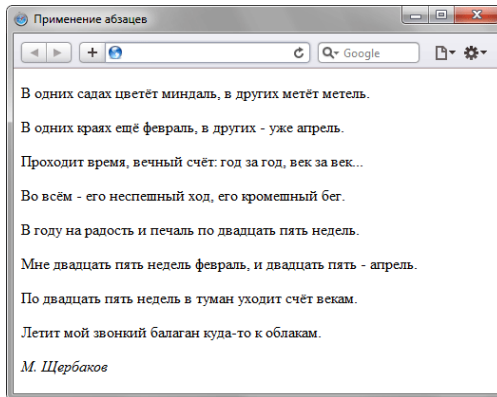 Применение абзацев
Google
В одних садах цветёт миндаль, в других метёт метель.
В одних краях ещё февраль, в других - уже апрель.
Проходит время, вечный счёт: год за год, век за век...
Во всём - его неспешный ход, его кромешный бег.
В году на радость и печаль по двадцать пять недель.
Мне двадцать пять недель февраль, и двадцать пять - апрель.
По двадцать пять недель в туман уходит счёт векам.
Летит мой звонкий балаган куда-то к облакам.
М. Щербаков